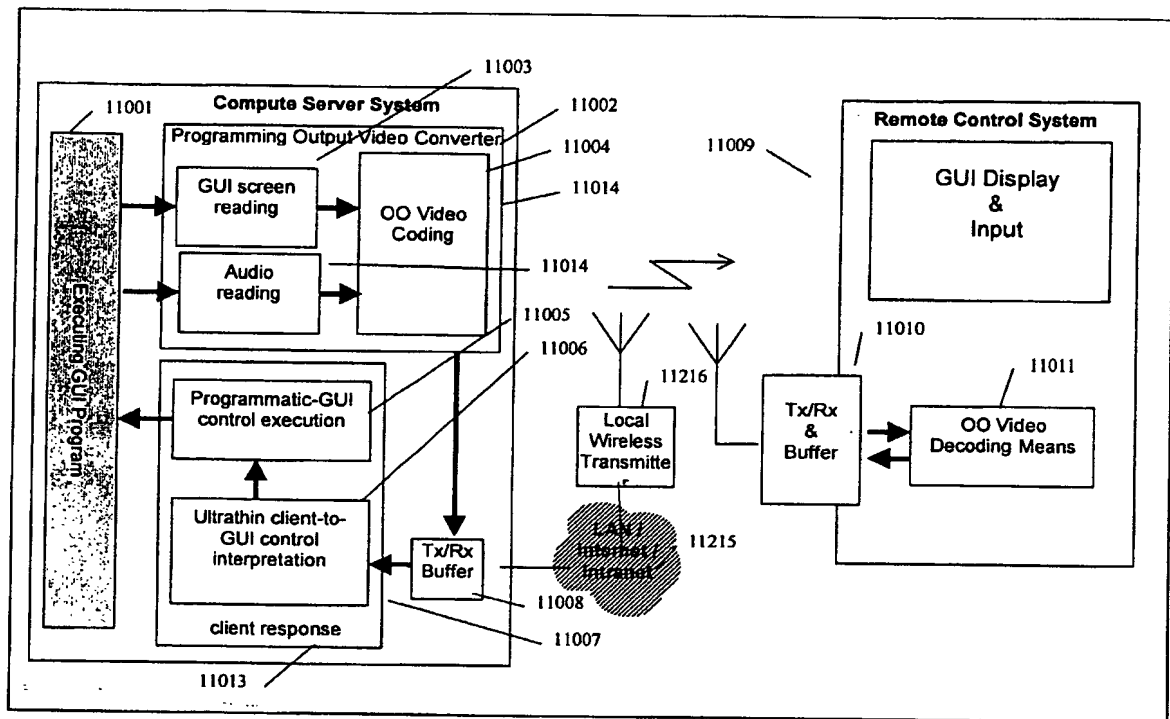 11001
11003
Compute Server System
11002
Programming Output Video Converter
11004
11014
GUI screen
reading
OO Video
Coding
Audio
reading
11014
Executing GUI Program
11005
11006
Programmatic-GUI
control execution
Ultrathin client-to-
GUI control
interpretation
Tx/Rx
Buffer
11008
client response
11007
11013
11009
11216
Local
Wireless
Transmitte
r
LAN /
Internet /
Intranet
11215
Remote Control System
GUI Display
&
Input
11010
Tx/Rx
&
Buffer
11011
OO Video
Decoding Means